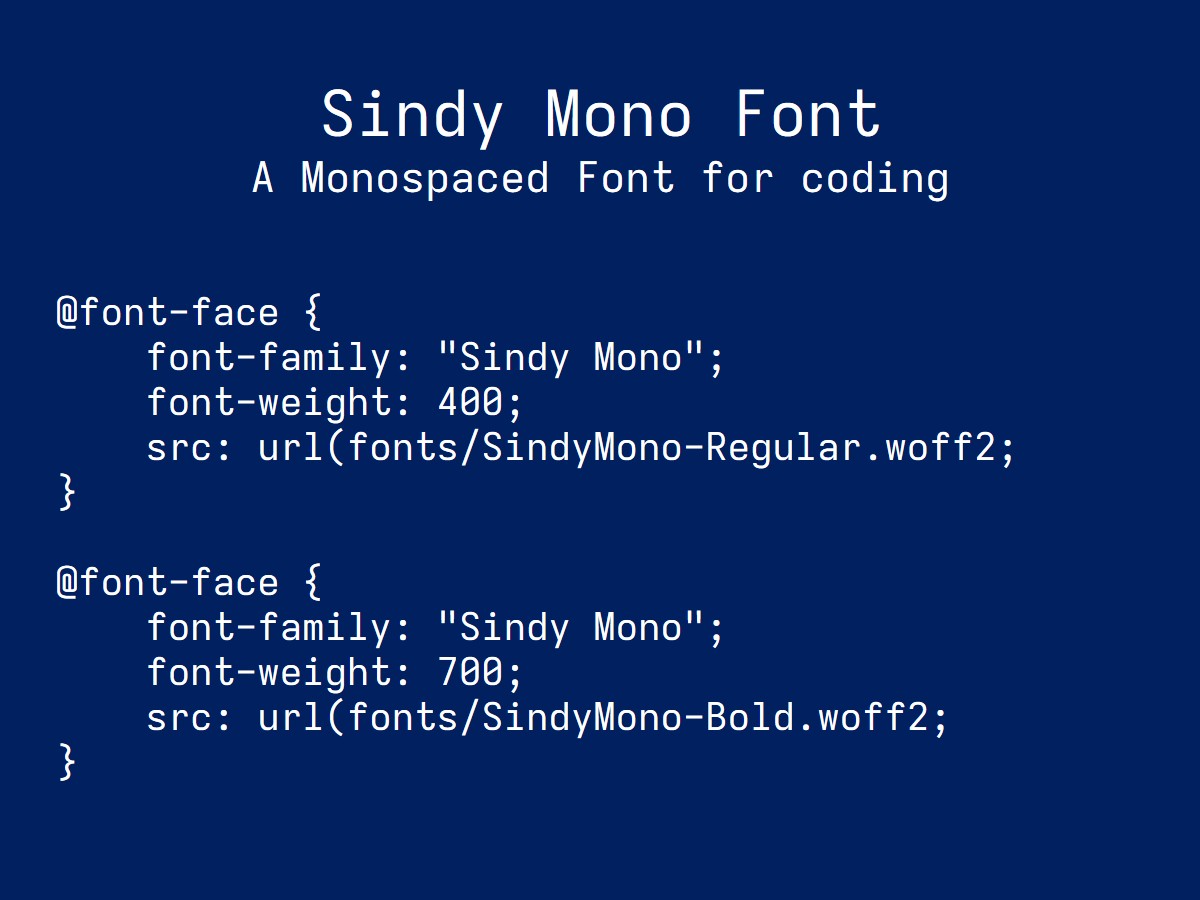 Sindy Mono Font
A Monospaced Font for coding
@font-face {
    font-family: "Sindy Mono";
    font-weight: 400;
    src: url(fonts/SindyMono-Regular.woff2;
}
@font-face {
    font-family: "Sindy Mono";
    font-weight: 700;
    src: url(fonts/SindyMono-Bold.woff2;
}